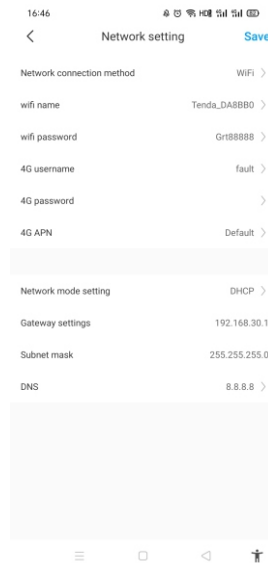 16:46
Network setting Save
Network connection method WiFi
wifi name Tenda_DA8BB0
wifi password Grt88888
4G username fault
4G password
4G APN Default
Network mode setting DHCP
Gateway settings 192.168.30.1
Subnet mask 255.255.255.0
DNS 8.8.8.8